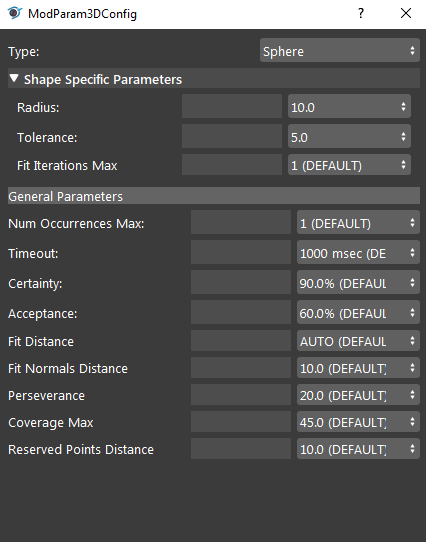 ModParam3DConfig
Type: Sphere
Shape Specific Parameters
Radius: 10.0
Tolerance: 5.0
Fit Iterations Max 1 (DEFAULT)
General Parameters
Num Occurrences Max: 1 (DEFAULT)
Timeout: 1000 msec (DE
Certainty: 90.0% (DEFAUL
Acceptance: 60.0% (DEFAUL
Fit Distance AUTO (DEFAUL
Fit Normals Distance 10.0 (DEFAULT)
Perseverance 20.0 (DEFAULT)
Coverage Max 45.0 (DEFAULT)
Reserved Points Distance 10.0 (DEFAULT)